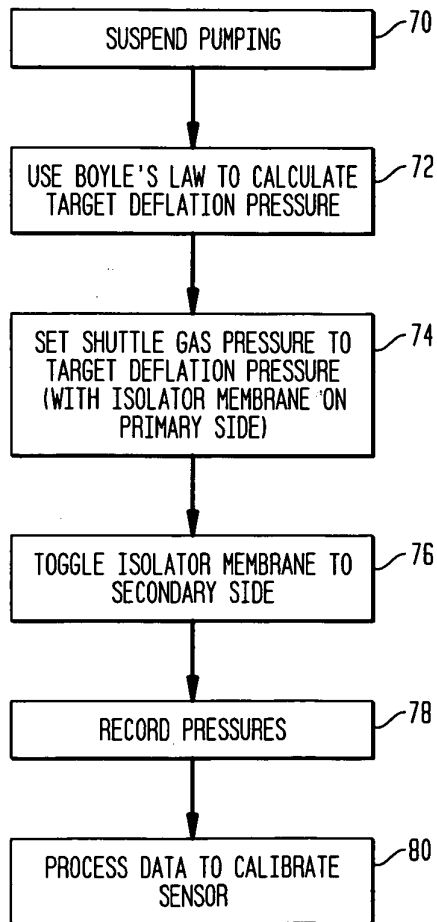 SUSPEND PUMPING
70
USE BOYLE'S LAW TO CALCULATE
TARGET DEFLATION PRESSURE
72
SET SHUTTLE GAS PRESSURE TO
TARGET DEFLATION PRESSURE
(WITH ISOLATOR MEMBRANE ON
PRIMARY SIDE)
74
TOGGLE ISOLATOR MEMBRANE TO
SECONDARY SIDE
76
RECORD PRESSURES
78
PROCESS DATA TO CALIBRATE
SENSOR
80